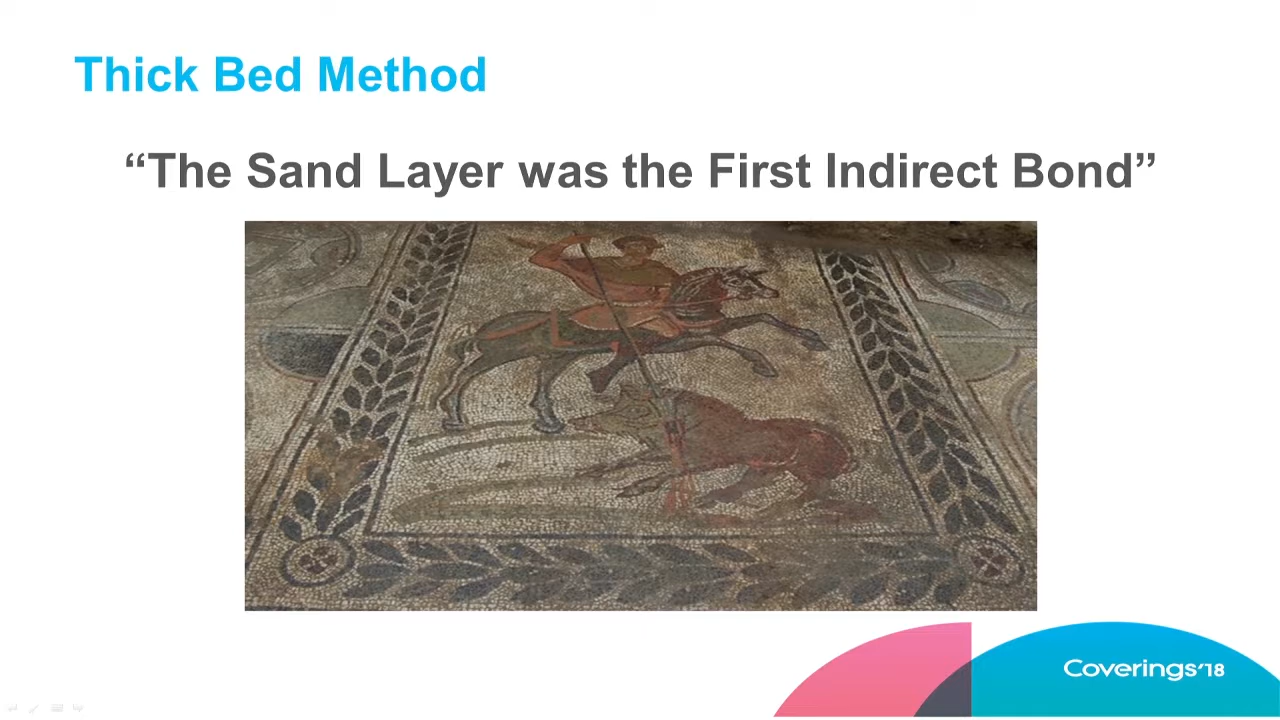 Thick Bed Method
“The Sand Layer was the First Indirect Bond”
Coverings’18